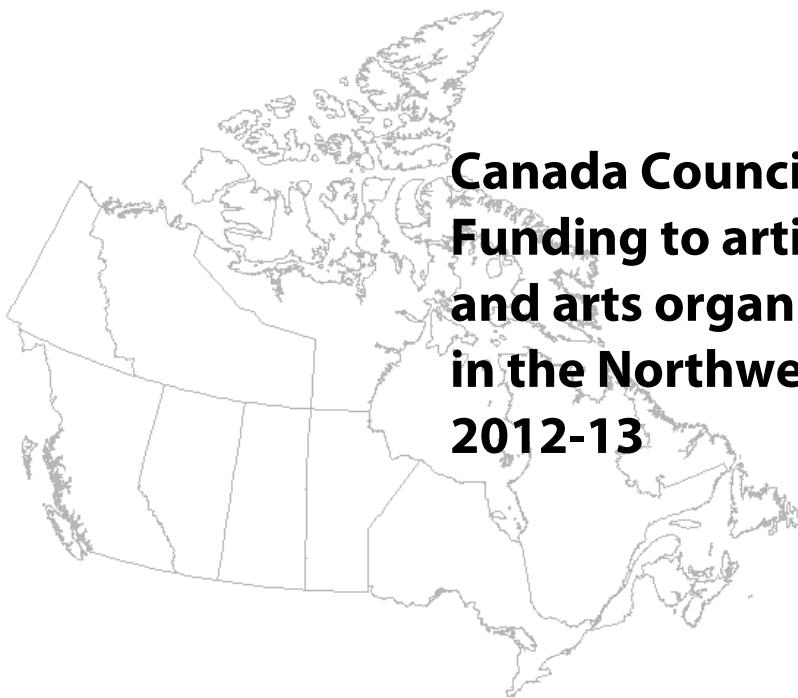 Canada Counci
Funding to arti
and arts organ
in the Northwe
2012-13